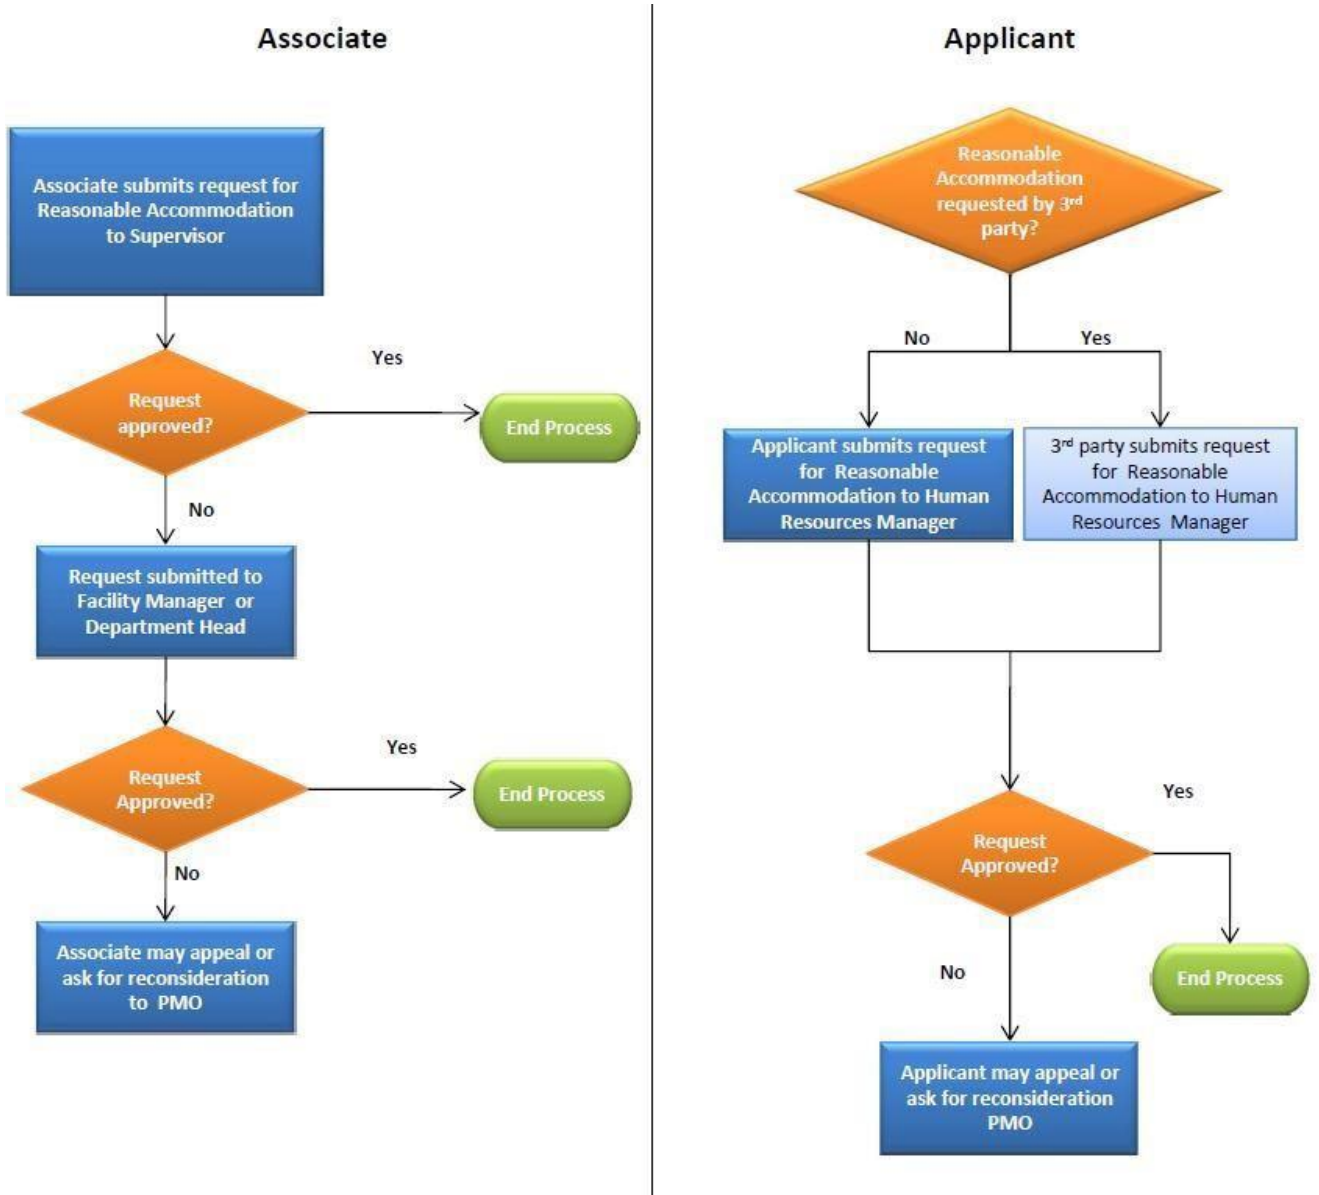 Associate
Associate submits request for
Reasonable Accommodation
to Supervisor
Request
approved?
Yes
End Process
No
Request submitted to
Facility Manager or
Department Head
Request
Approved?
Yes
End Process
No
Associate may appeal or
ask for reconsideration
to PMO
Applicant
Reasonable
Accommodation
requested by 3rd
party?
No
Yes
Applicant submits request
for Reasonable
Accommodation to Human
Resources Manager
3rd party submits request
for Reasonable
Accommodation to Human
Resources Manager
Request
Approved?
Yes
End Process
No
Applicant may appeal or
ask for reconsideration
PMO